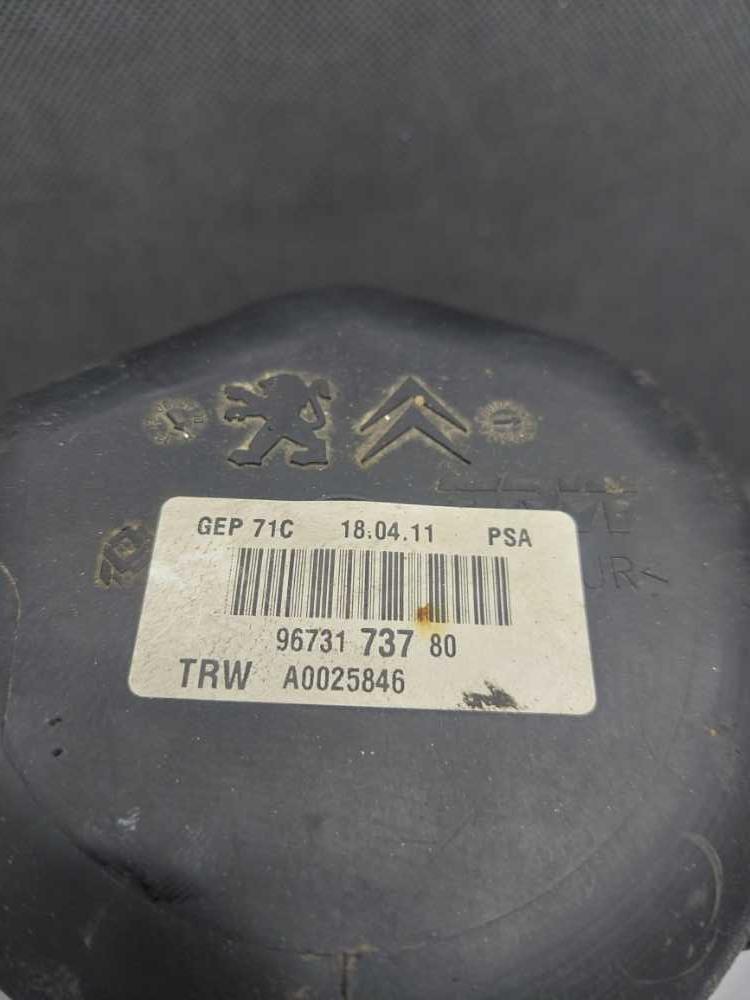 GEP 71C 18.04.11 PSA
96731 737 80
TRW A0025846